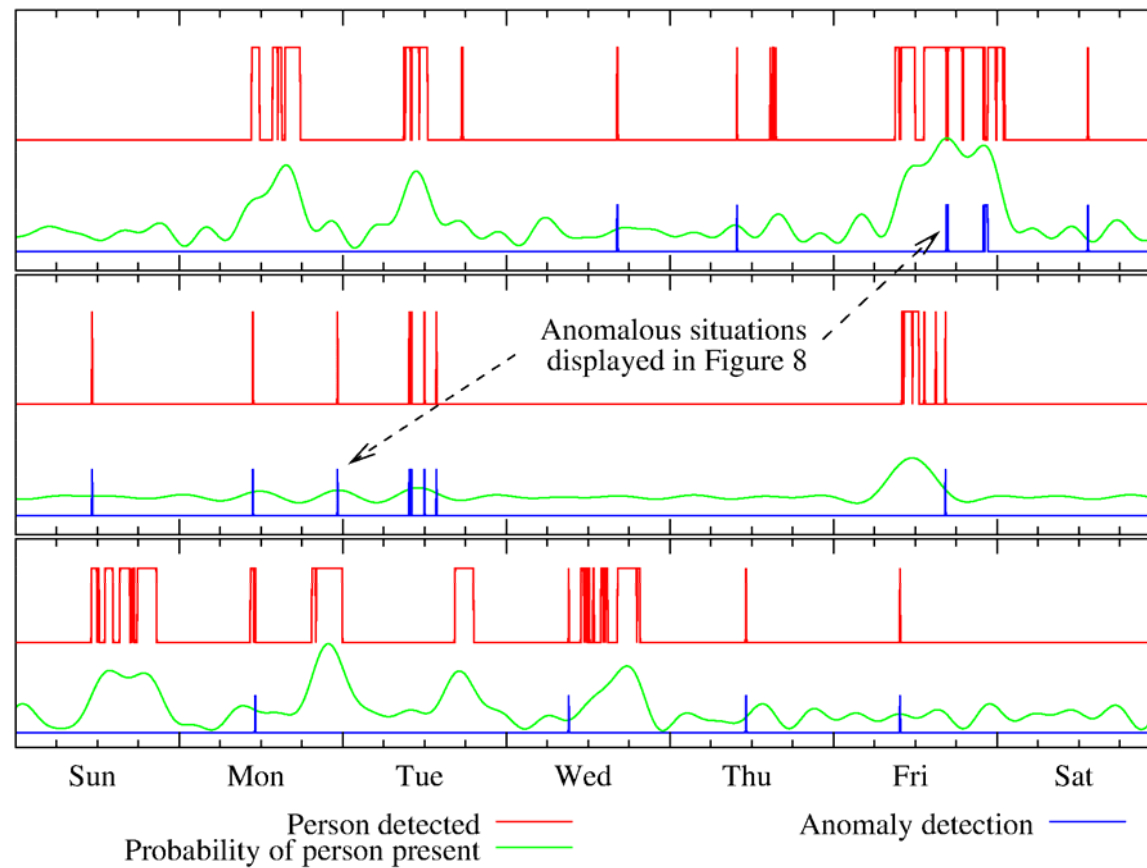 Anomalous situations
displayed in Figure 8
Sun Mon Tue Wed Thu Fri Sat
Person detected
Probability of person present
Anomaly detection